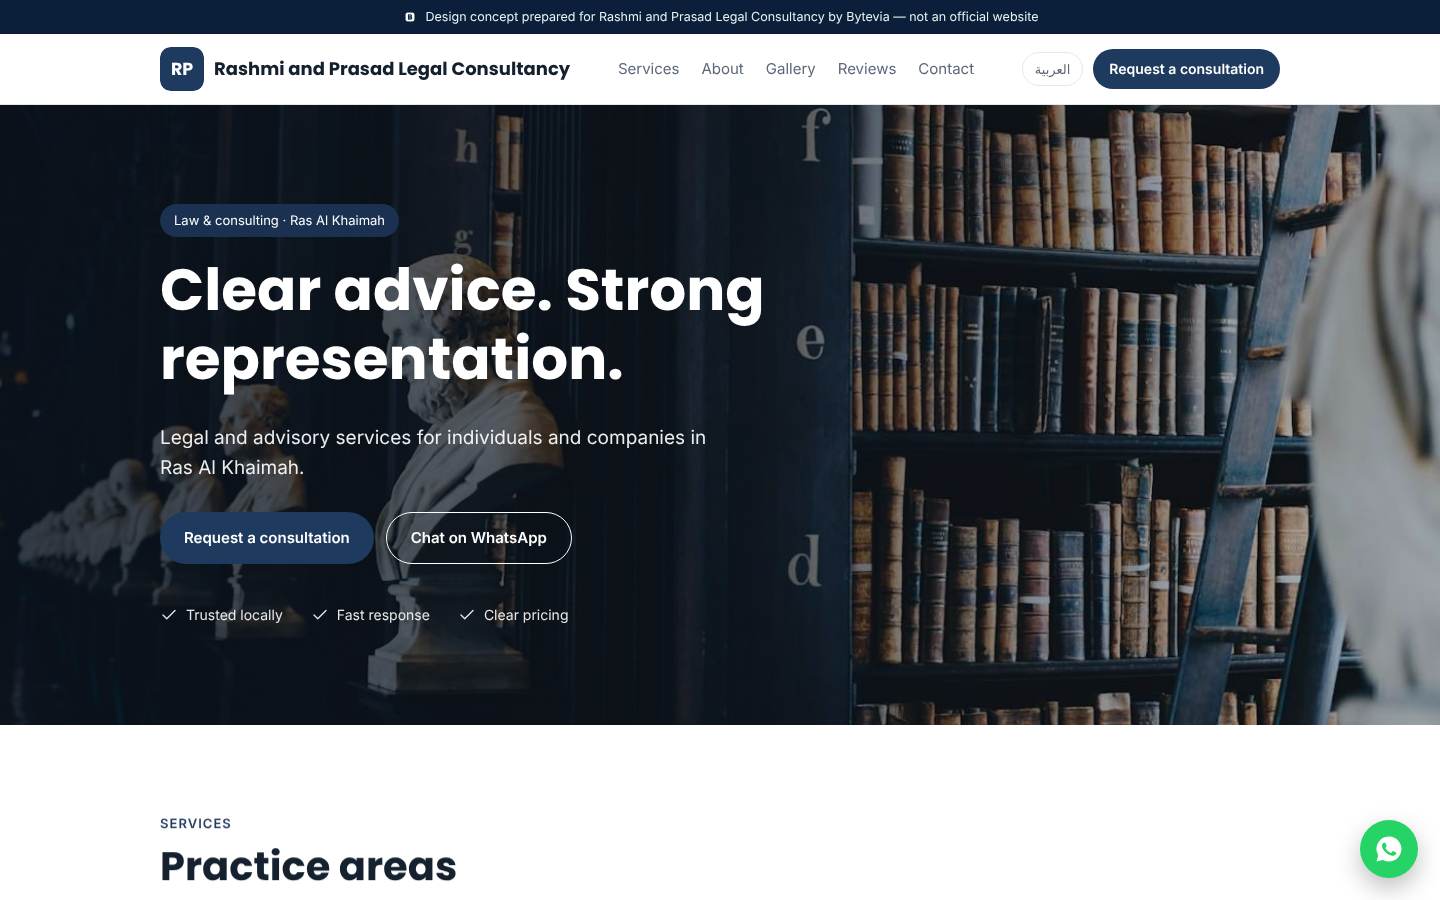 Design concept prepared for Rashmi and Prasad Legal Consultancy by Bytevia — not an official website
RP
Rashmi and Prasad Legal Consultancy
Services
About
Gallery
Reviews
Contact
العربية
Request a consultation
h
f
g
e
d
Law & consulting · Ras Al Khaimah
Clear advice. Strong
representation.
Legal and advisory services for individuals and companies in
Ras Al Khaimah.
Request a consultation
Chat on WhatsApp
Trusted locally
Fast response
Clear pricing
SERVICES
Practice areas